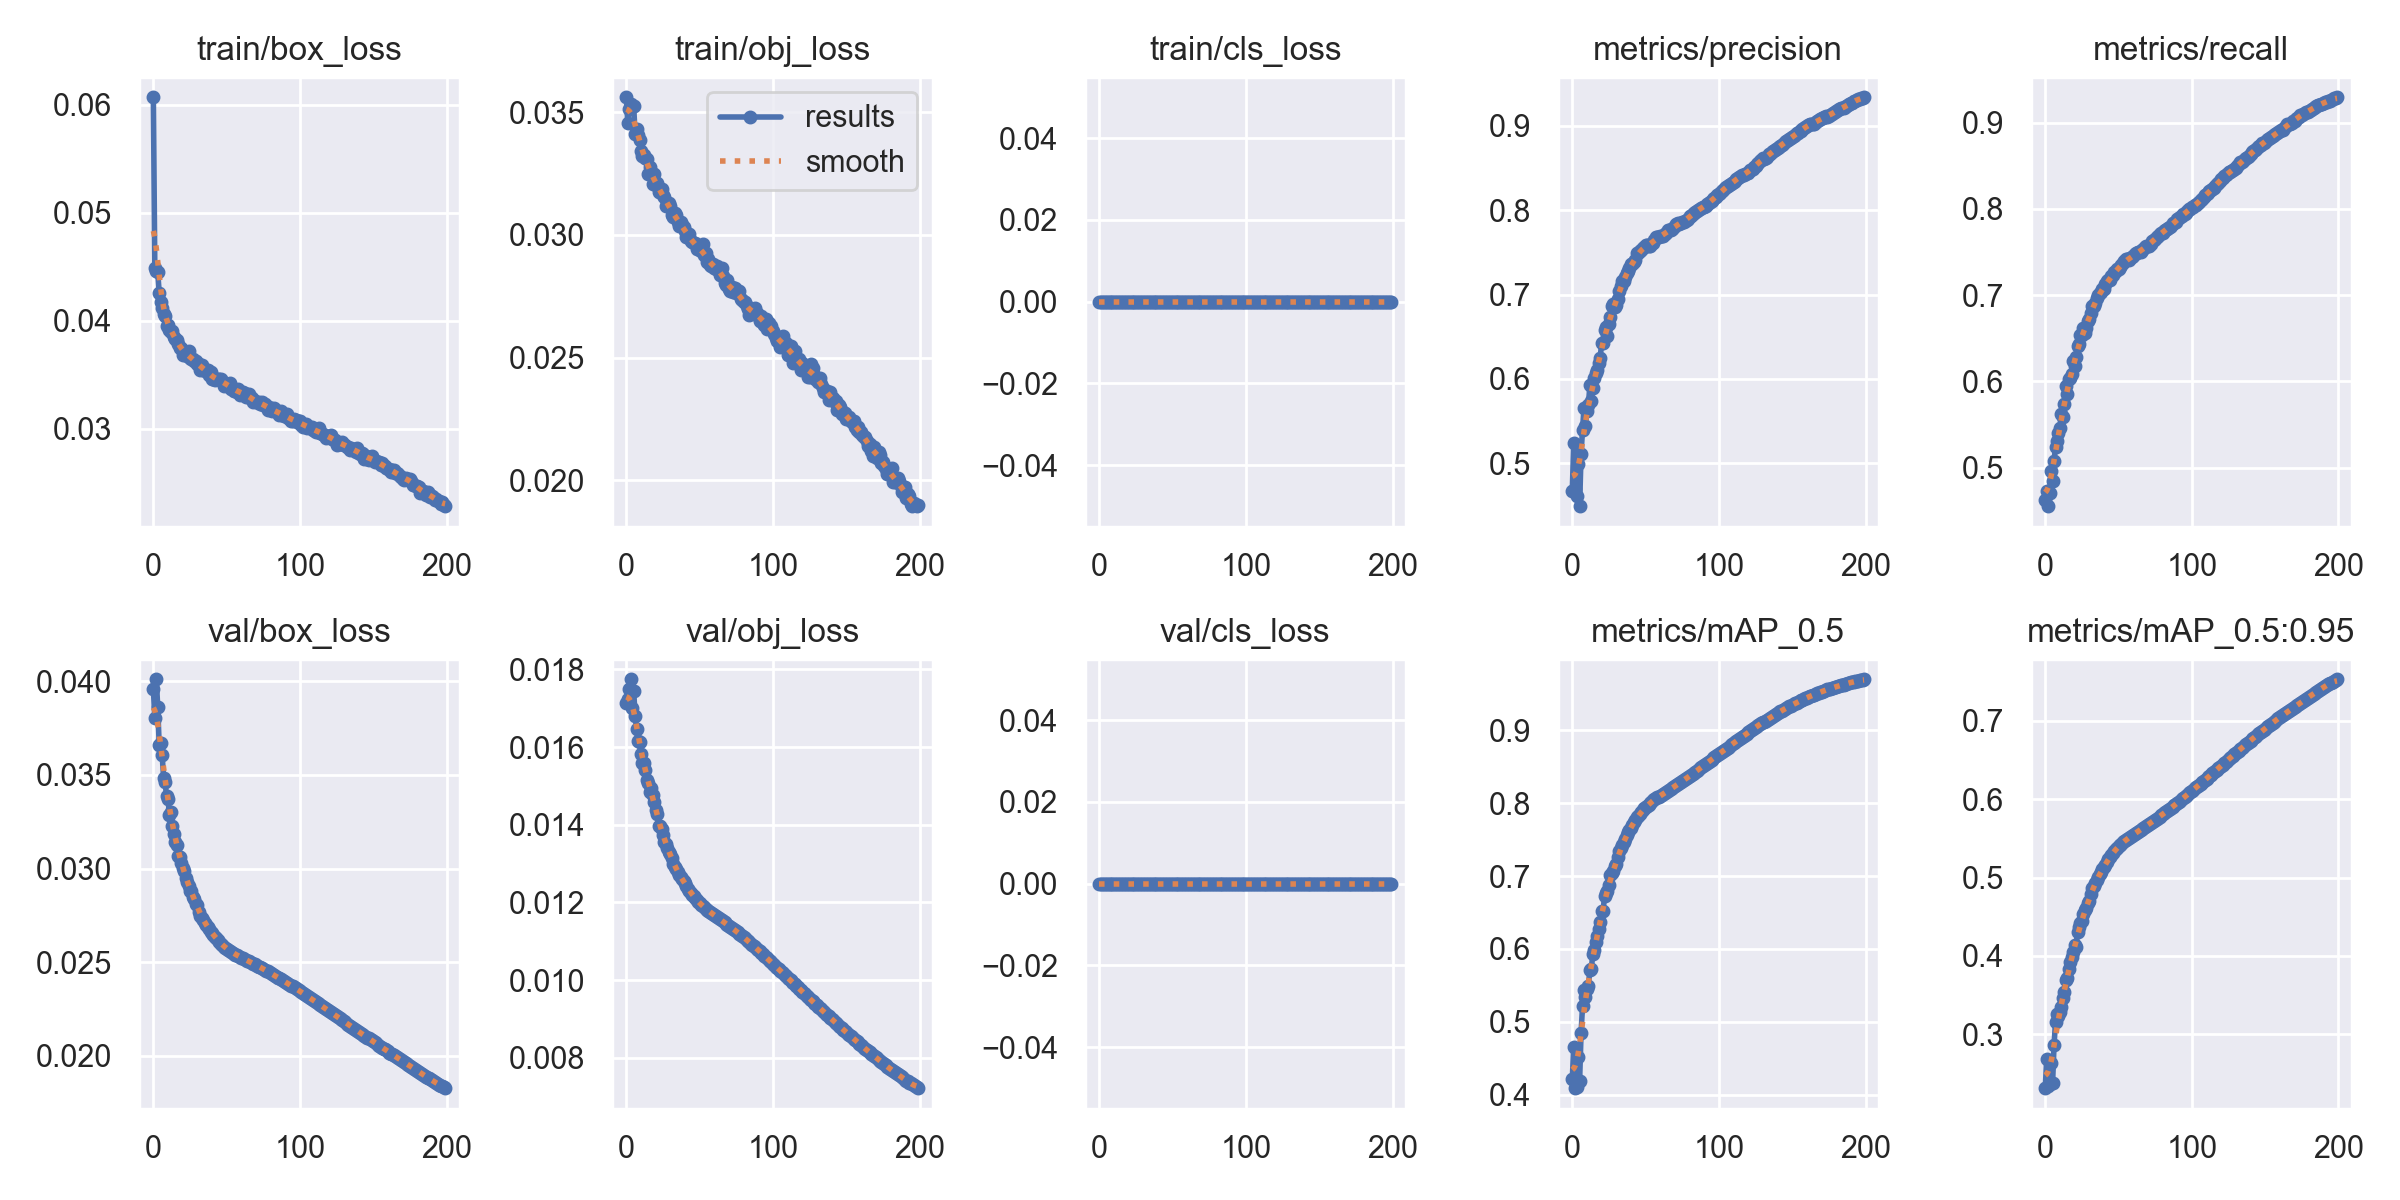 train/box_loss
train/obj_loss
train/cls_loss
metrics/precision
metrics/recall
0.06
0.05
0.04
0.03
0 100 200
0.035
0.030
0.025
0.020
results
smooth
0 100 200
0.04
0.02
0.00
−0.02
−0.04
0 100 200
0.9
0.8
0.7
0.6
0.5
0 100 200
0.9
0.8
0.7
0.6
0.5
0 100 200
val/box_loss
val/obj_loss
val/cls_loss
metrics/mAP_0.5
metrics/mAP_0.5:0.95
0.040
0.035
0.030
0.025
0.020
0 100 200
0.018
0.016
0.014
0.012
0.010
0.008
0 100 200
0.04
0.02
0.00
−0.02
−0.04
0 100 200
0.9
0.8
0.7
0.6
0.5
0.4
0 100 200
0.7
0.6
0.5
0.4
0.3
0 100 200